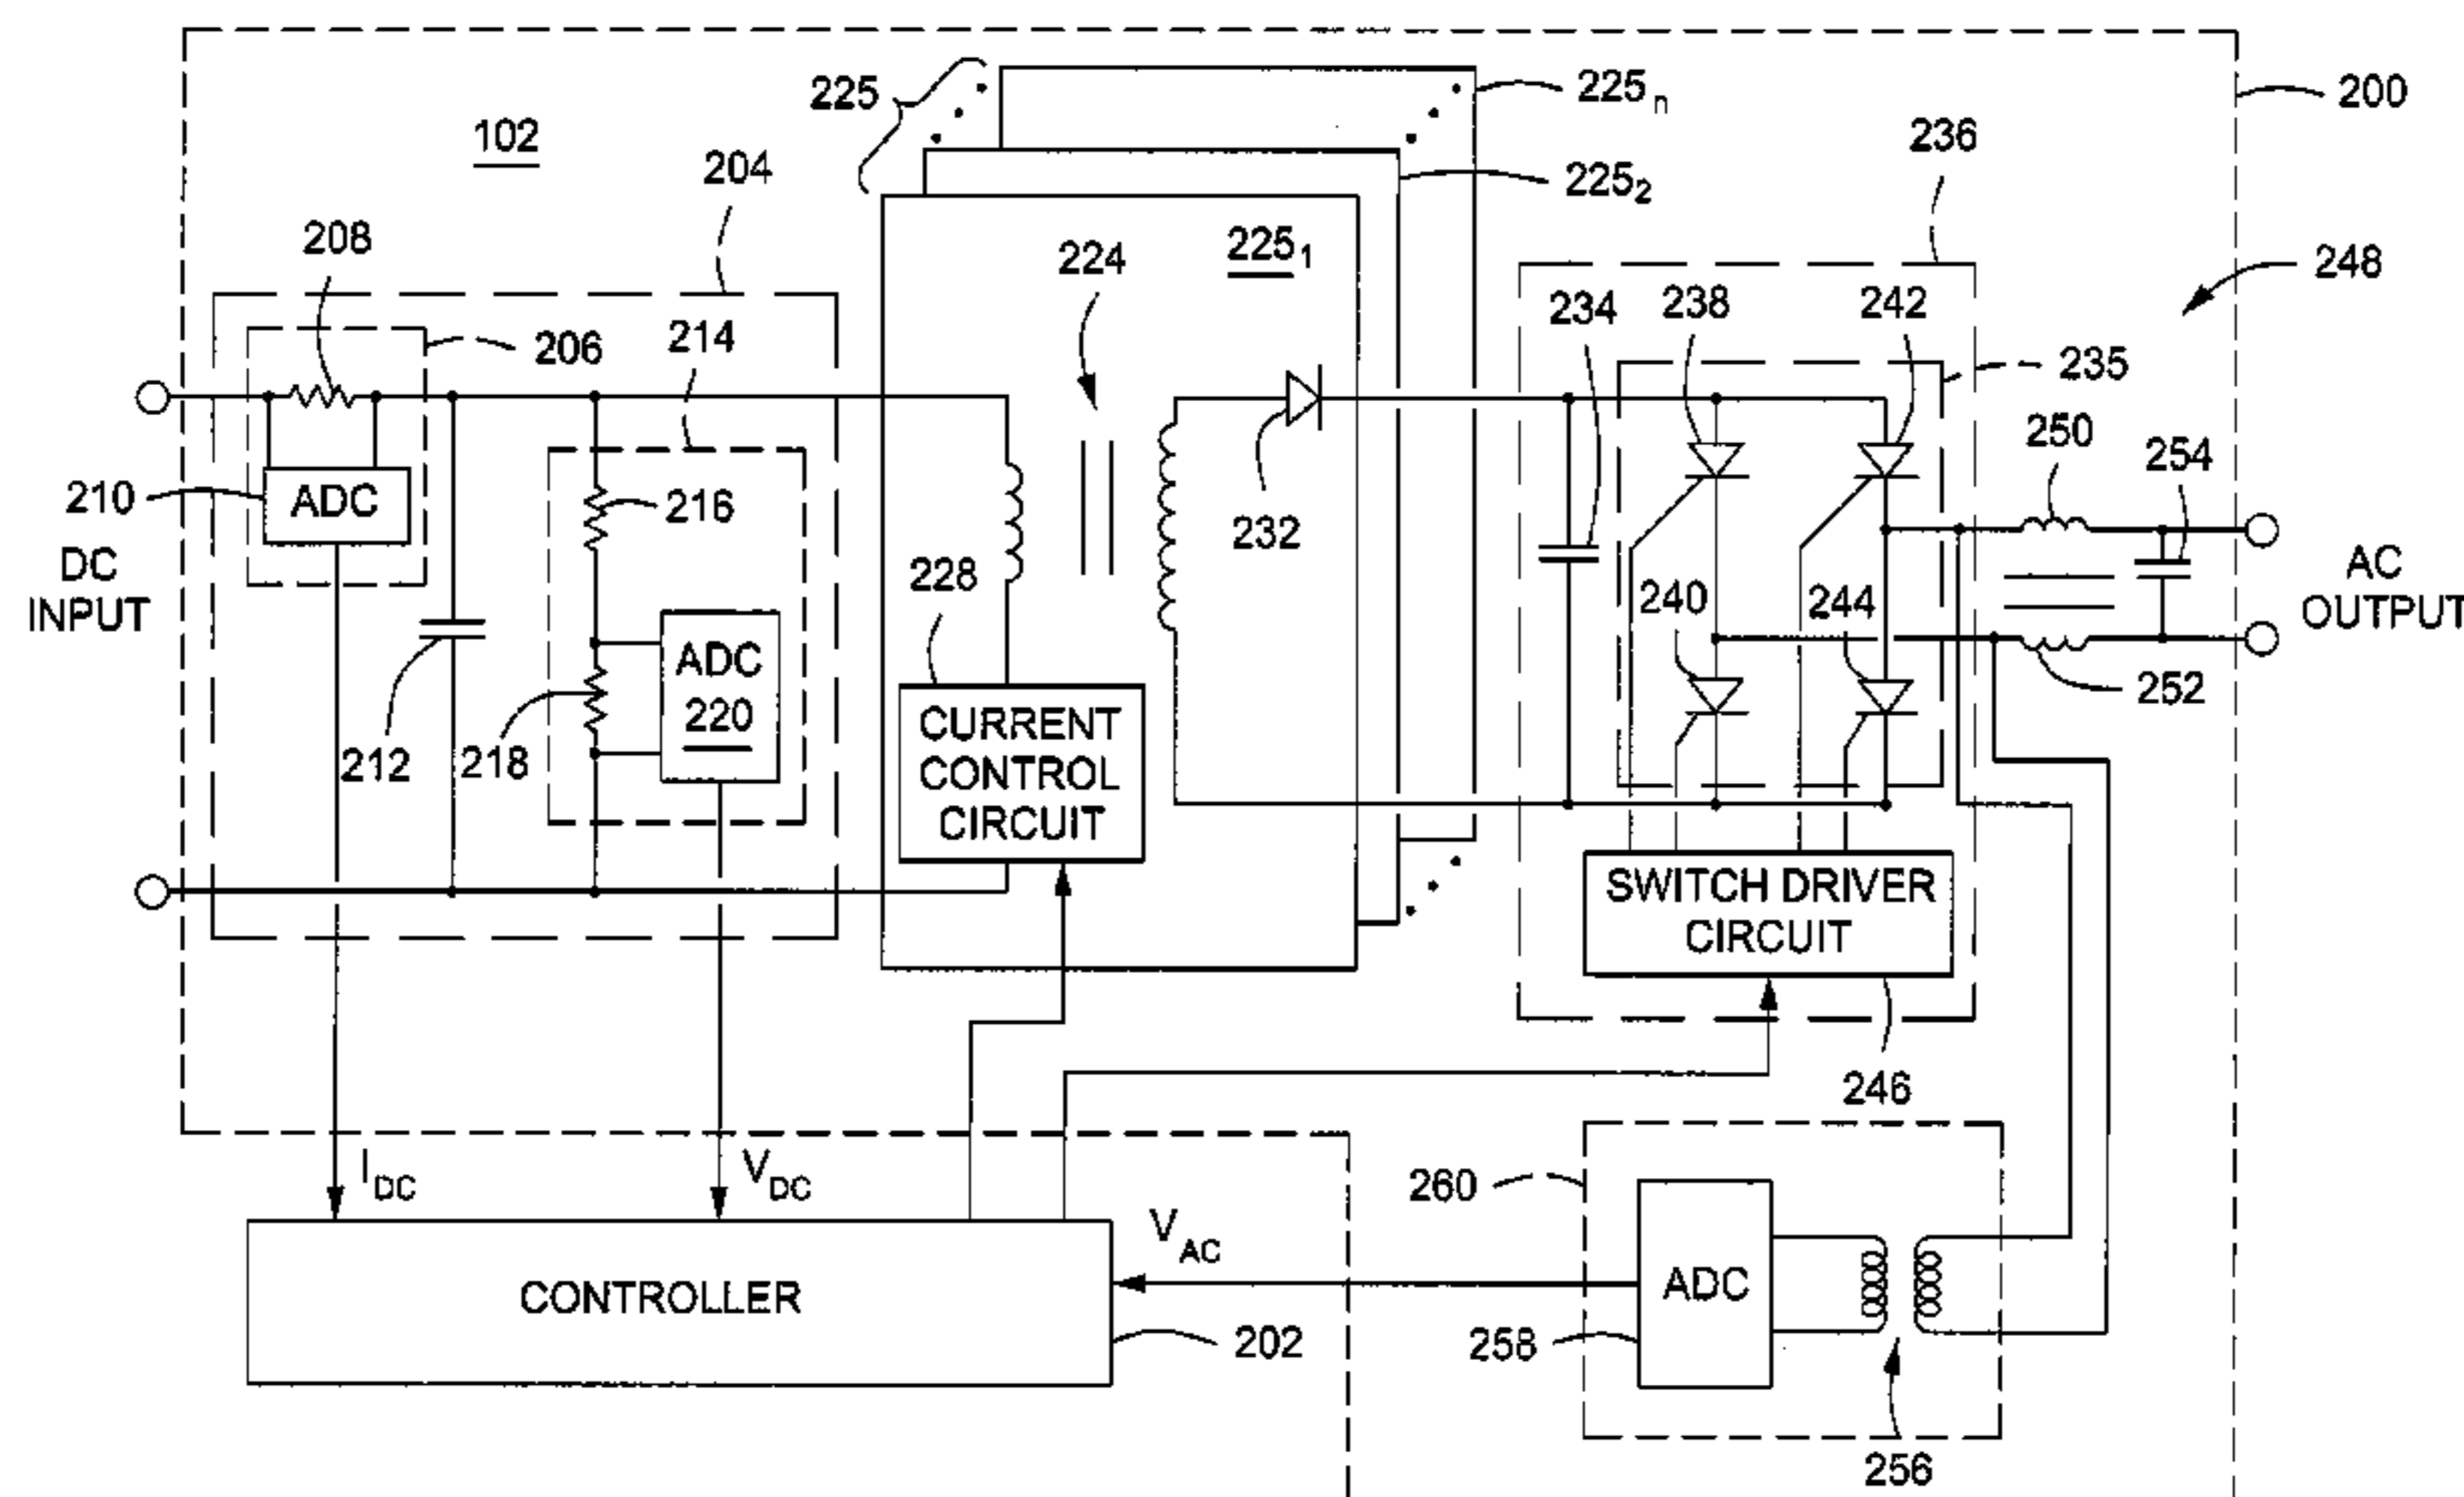 225
225n
200
102
204
236
2252
208
224
2251
248
206
214
234
238
242
235
250
254
210
ADC
216
232
228
240
244
DC
INPUT
AC
OUTPUT
ADC
220
252
212
218
CURRENT
CONTROL
CIRCUIT
SWITCH DRIVER
CIRCUIT
246
IDC
VDC
260
VAC
CONTROLLER
ADC
202
258
256